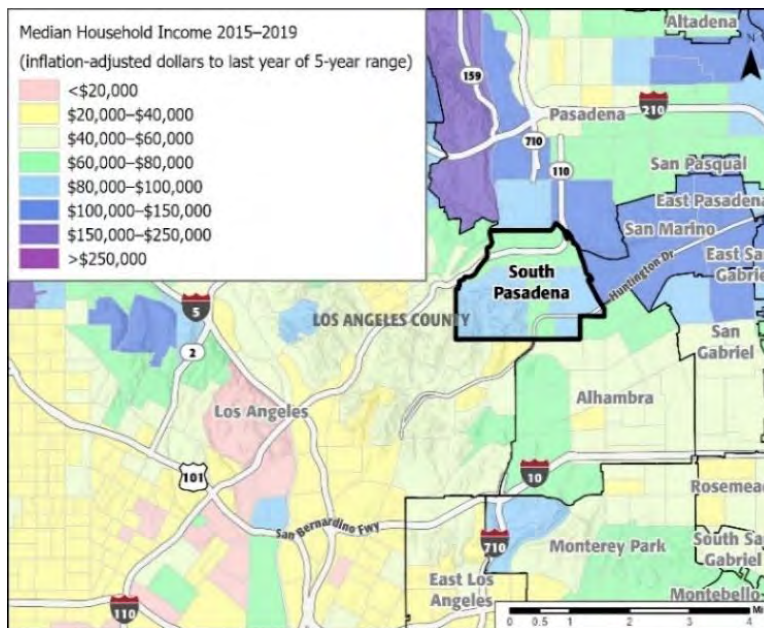 Median Household Income 2015–2019
(inflation-adjusted dollars to last year of 5-year range)
<$20,000
$20,000–$40,000
$40,000–$60,000
$60,000–$80,000
$80,000–$100,000
$100,000–$150,000
$150,000–$250,000
>$250,000
Altadena
N
159
Pasadena
210
710
110
San Pasqual
East Pasadena
San Marino
South
Pasadena
Huntington Dr
East San
Gabrie
5
LOS ANGELES COUNTY
2
San
Gabriel
Los Angeles
Alhambra
101
10
Rosemead
San Bernardino Fwy
710
Monterey Park
South Sa
Gabriel
East Los
Angeles
Montebello
110
Mi
0 0.5 1 2 3 4